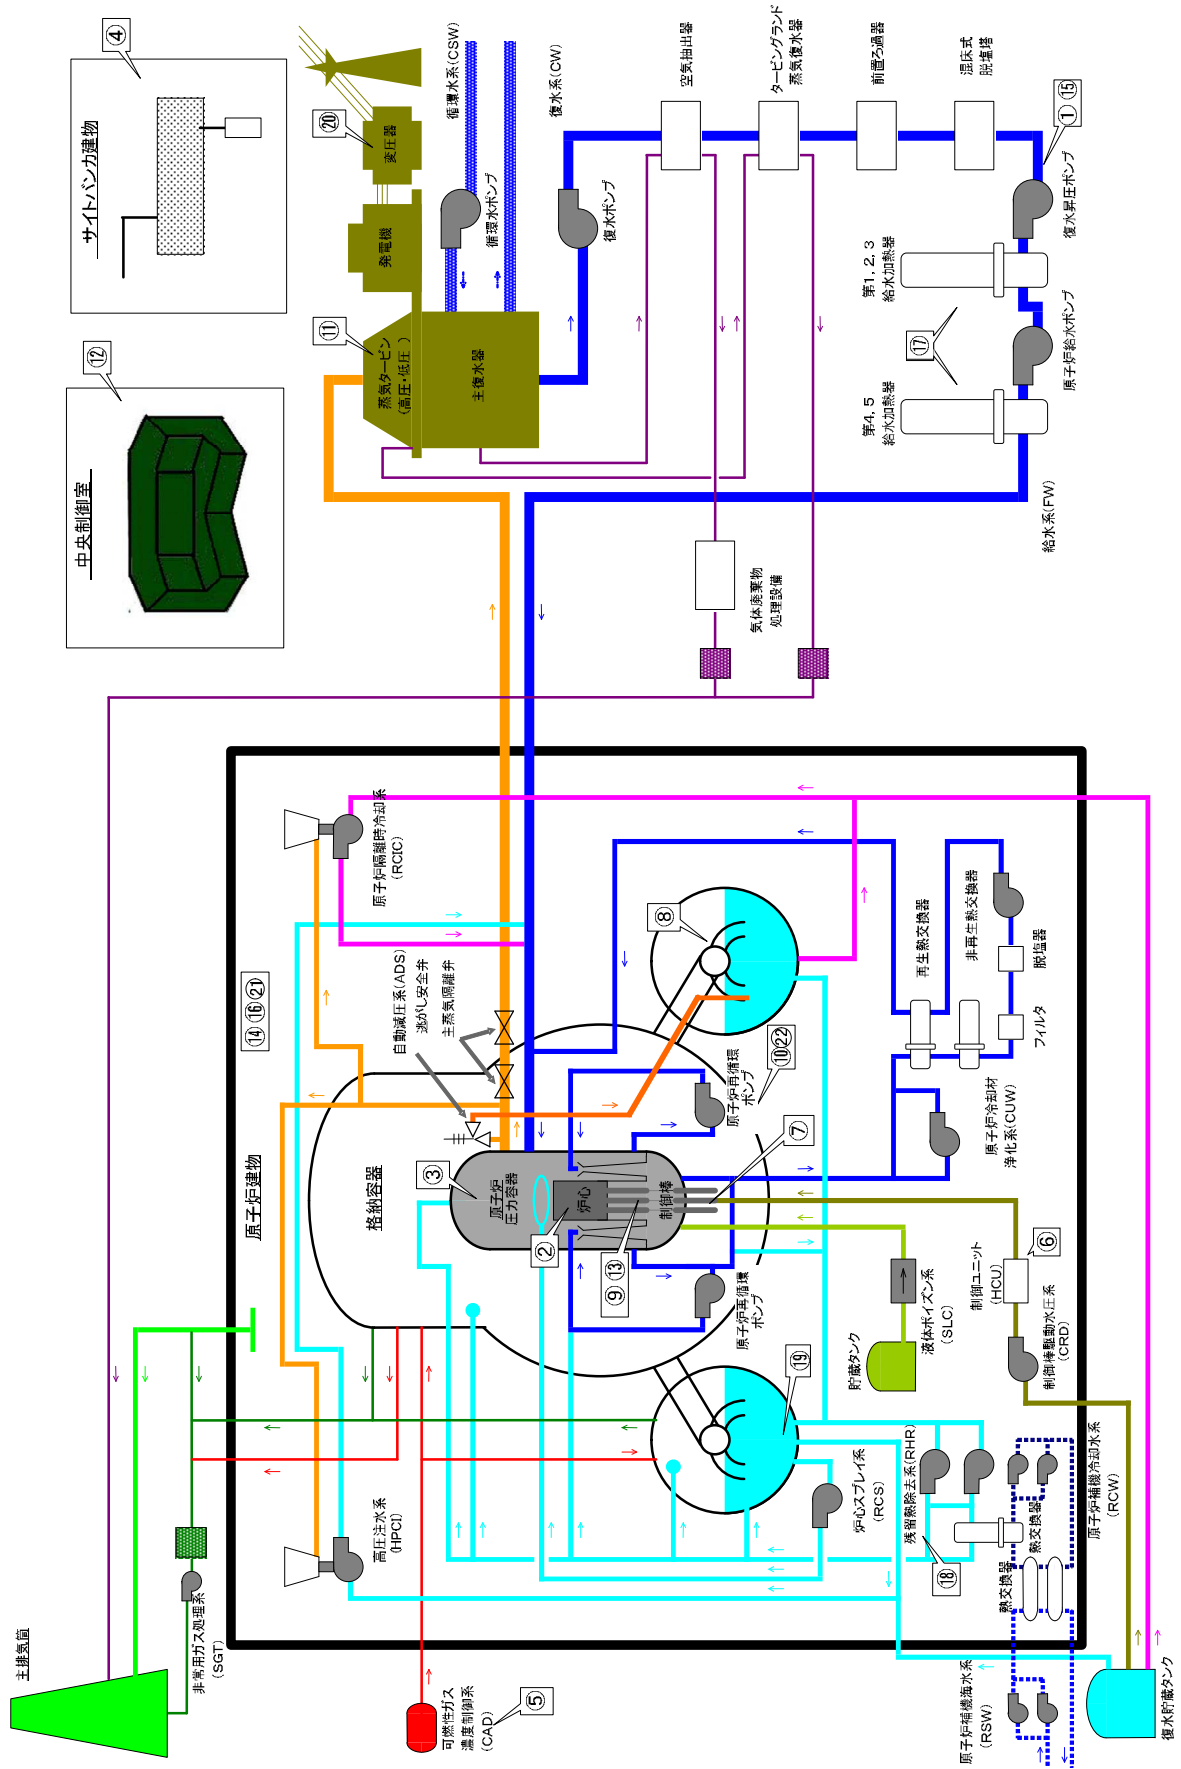 主排気筒
非常用ガス処理系
(SGT)
可燃性ガス
濃度制御系
(CAD)
⑤
原子炉補機海水系
(RSW)
復水貯蔵タンク
原子炉建物
⑭ ⑯ ㉑
高圧注水系
(HPCI)
原子炉隔離時冷却系
(RCIC)
格納容器
自動減圧系(ADS)
逃がし安全弁
主蒸気隔離弁
③
原子炉
圧力容器
②
炉心
⑨ ⑬
制御棒
⑦
原子炉再循環
ポンプ
原子炉再循環
ポンプ
⑩㉒
⑧
⑲
炉心スプレイ系
(RCS)
残留熱除去系(RHR)
⑱
熱交換器
熱交換器
原子炉補機冷却水系
(RCW)
貯蔵タンク
液体ポイズン系
(SLC)
制御ユニット
(HCU)
⑥
制御棒駆動水圧系
(CRD)
原子炉冷却材
浄化系(CUW)
再生熱交換器
非再生熱交換器
フィルタ
脱塩器
中央制御室
⑫
サイトバンカ建物
④
⑪
蒸気タービン
(高圧・低圧)
主復水器
発電機
変圧器
⑳
循環水系(CSW)
循環水ポンプ
復水系(CW)
復水ポンプ
空気抽出器
タービングランド
蒸気復水器
前置ろ過器
混床式
脱塩塔
① ⑮
復水昇圧ポンプ
第1, 2, 3
給水加熱器
⑰
原子炉給水ポンプ
第4, 5
給水加熱器
給水系(FW)
気体廃棄物
処理設備